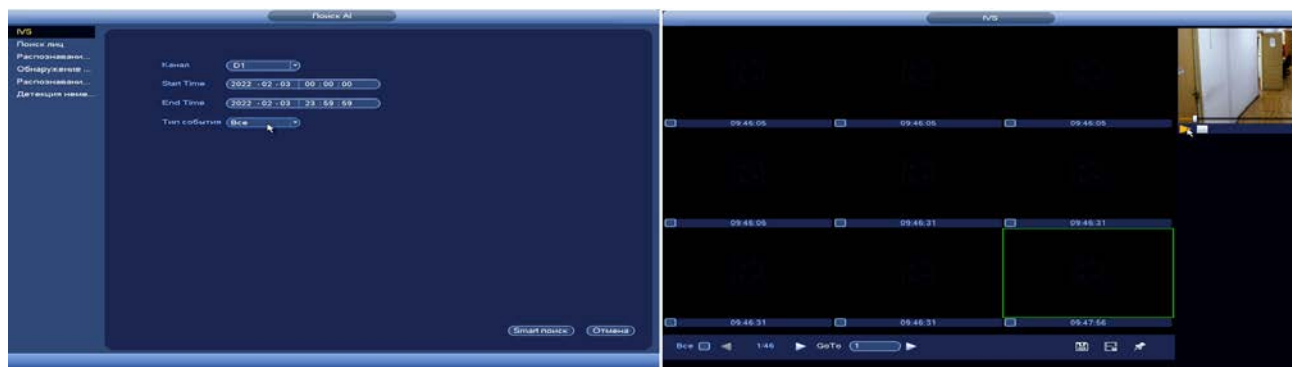 Поиск AI
IVS
Поиск лиц
Распознавани...
Обнаружение ...
Распознавани...
Детекция неме...
Канал D1
Start Time 2022 - 02 - 03 00 : 00 : 00
End Time 2022 - 02 - 03 23 : 59 : 59
Тип события Все
Smart поиск Отмена
IVS
09:46:05 09:46:05 09:46:05
09:46:05 09:46:31 09:46:31
09:46:31 09:46:31 09:47:56
Все 1/46 GoTo 1